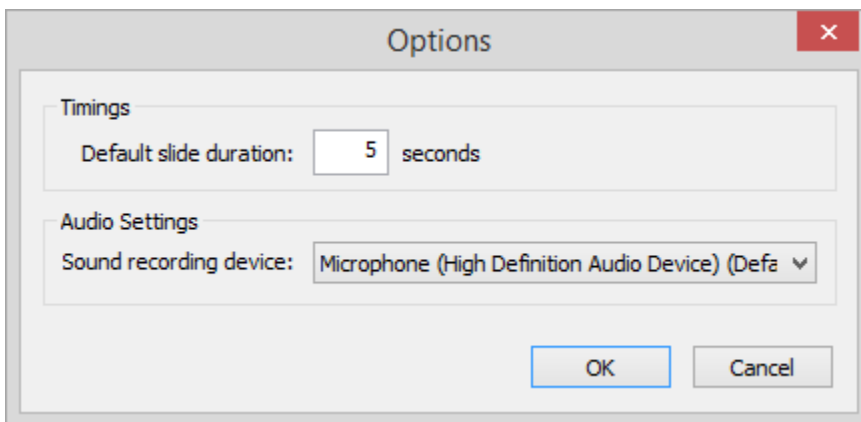 Options
Timings
Default slide duration: 5 seconds
Audio Settings
Sound recording device: Microphone (High Definition Audio Device) (Defa
OK Cancel